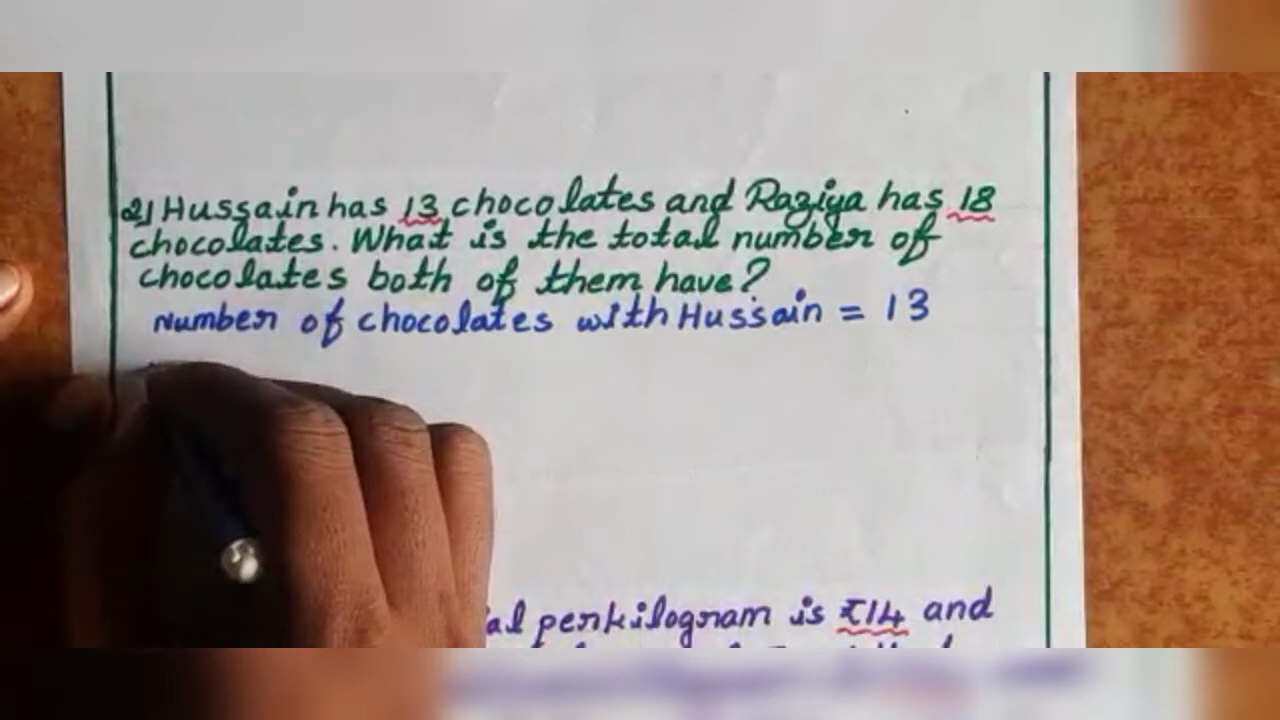 2) Hussain has 13 chocolates and Raziya has 18
chocolates. What is the total number of
chocolates both of them have?
Number of chocolates with Hussain = 13
per kilogram is ₹14 and